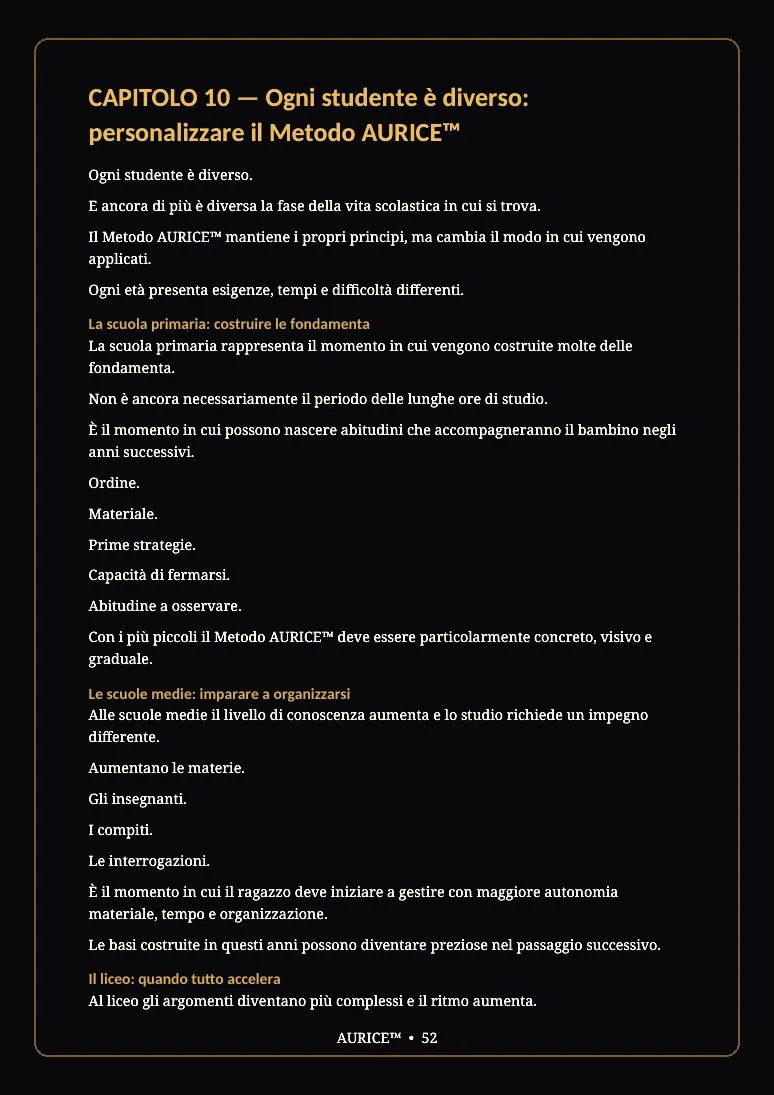 CAPITOLO 10 — Ogni studente è diverso:
personalizzare il Metodo AURICE™
Ogni studente è diverso.
E ancora di più è diversa la fase della vita scolastica in cui si trova.
Il Metodo AURICE™ mantiene i propri principi, ma cambia il modo in cui vengono
applicati.
Ogni età presenta esigenze, tempi e difficoltà differenti.
La scuola primaria: costruire le fondamenta
La scuola primaria rappresenta il momento in cui vengono costruite molte delle
fondamenta.
Non è ancora necessariamente il periodo delle lunghe ore di studio.
È il momento in cui possono nascere abitudini che accompagneranno il bambino negli
anni successivi.
Ordine.
Materiale.
Prime strategie.
Capacità di fermarsi.
Abitudine a osservare.
Con i più piccoli il Metodo AURICE™ deve essere particolarmente concreto, visivo e
graduale.
Le scuole medie: imparare a organizzarsi
Alle scuole medie il livello di conoscenza aumenta e lo studio richiede un impegno
differente.
Aumentano le materie.
Gli insegnanti.
I compiti.
Le interrogazioni.
È il momento in cui il ragazzo deve iniziare a gestire con maggiore autonomia
materiale, tempo e organizzazione.
Le basi costruite in questi anni possono diventare preziose nel passaggio successivo.
Il liceo: quando tutto accelera
Al liceo gli argomenti diventano più complessi e il ritmo aumenta.
AURICE™ • 52